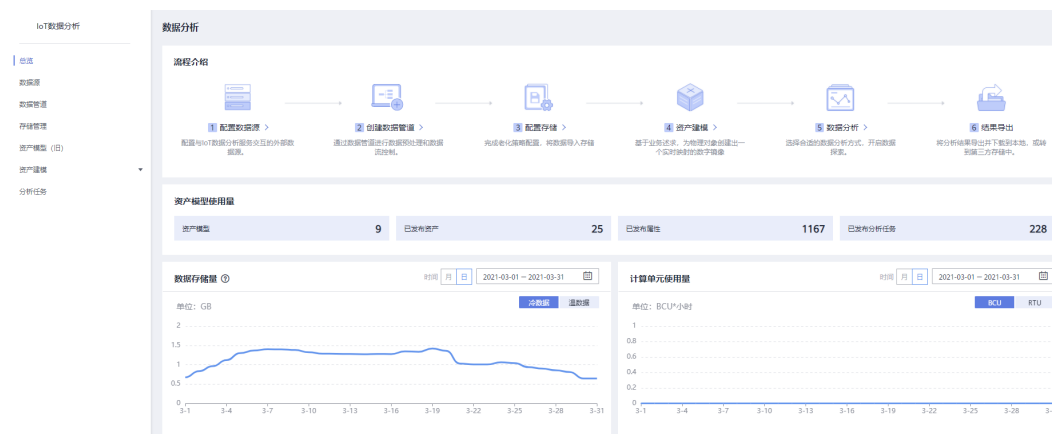 IoT数据分析
总览
数据源
数据管道
存储管理
资产模型（旧）
资产建模
分析任务
数据分析
流程介绍
1 配置数据源 >
配置与IoT数据分析服务交互的外部数
据源。
2 创建数据管道 >
通过数据管道进行数据预处理和数据
流控制。
3 配置存储 >
完成老化策略配置，将数据导入存储
4 资产建模 >
基于业务述求，为物理对象创建出一
个实时映射的数字镜像
5 数据分析 >
选择合适的数据分析方式，开启数据
探索。
6 结果导出
将分析结果导出并下载到本地，或转
到第三方存储中。
资产模型使用量
资产模型 9 已发布资产 25 已发布属性 1167 已发布分析任务 228
数据存储量 ?
时间 月 日 2021-03-01 – 2021-03-31
单位：GB
冷数据 温数据
2
1.5
1
0.5
0
3-1 3-4 3-7 3-10 3-13 3-16 3-19 3-22 3-25 3-28 3-31
计算单元使用量
时间 月 日 2021-03-01 – 2021-03-31
单位：BCU*小时
BCU RTU
1
0.8
0.6
0.4
0.2
0
3-1 3-4 3-7 3-10 3-13 3-16 3-19 3-22 3-25 3-28